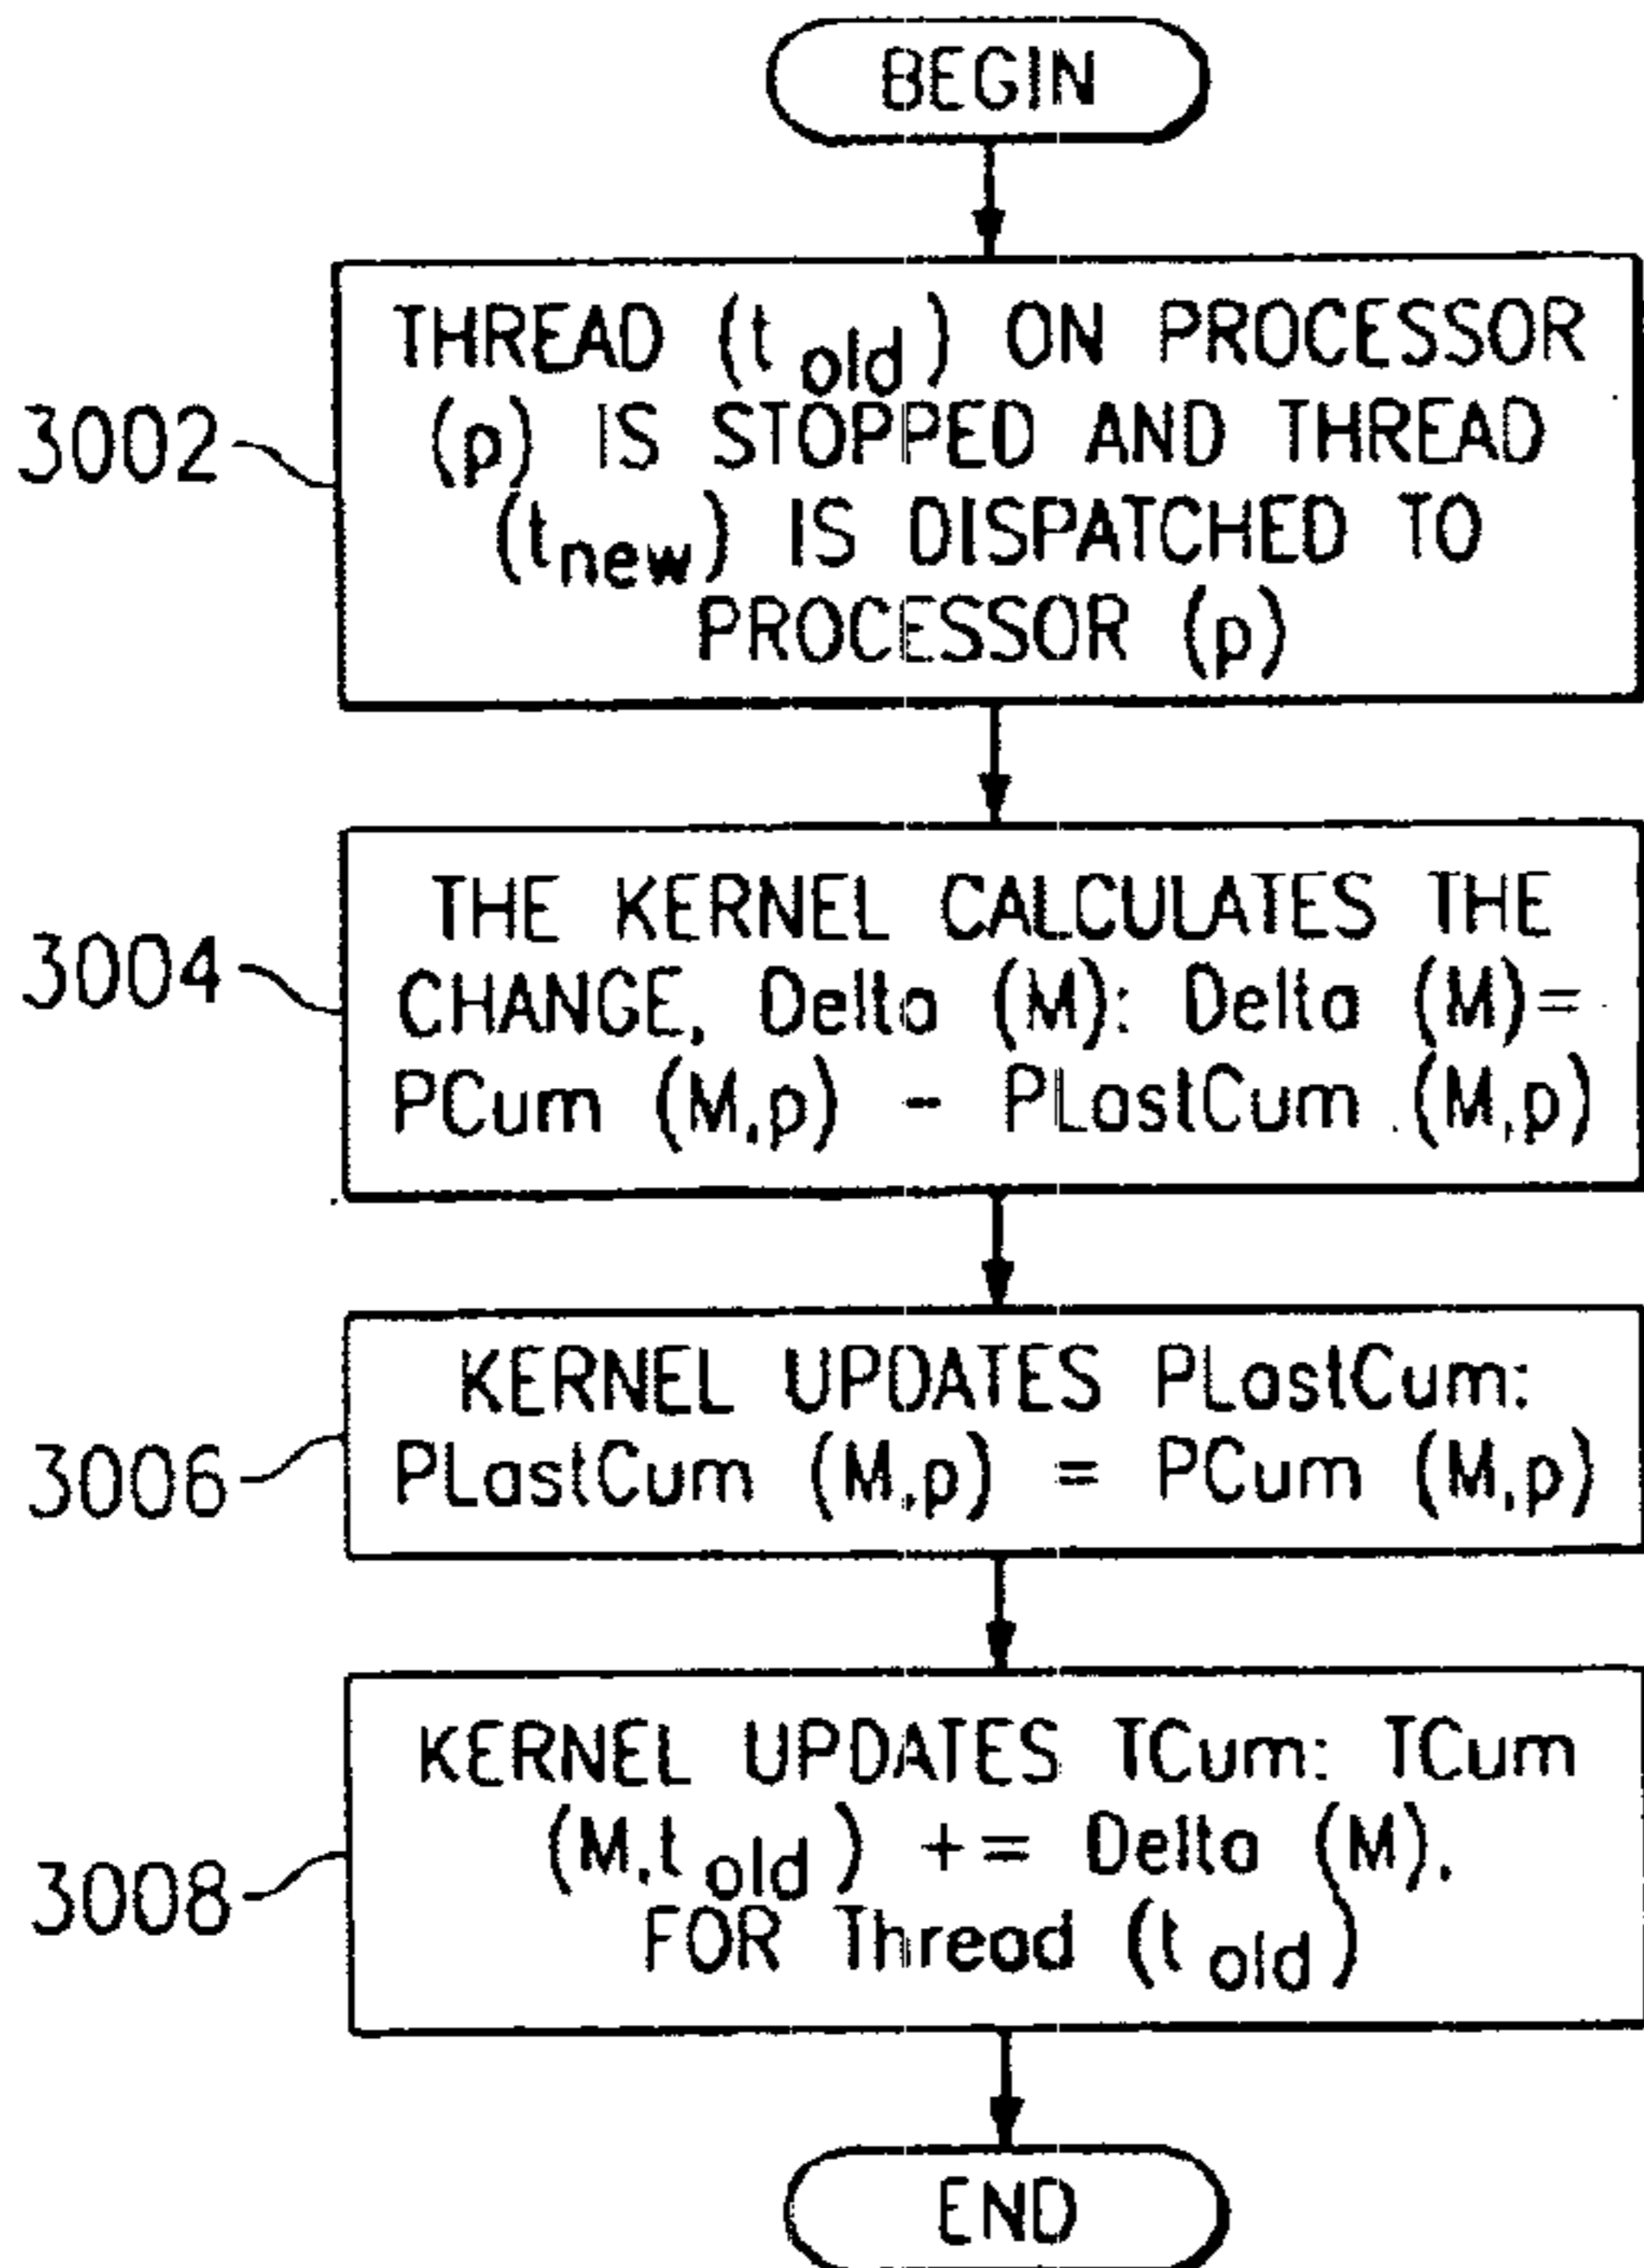 BEGIN
THREAD (t old) ON PROCESSOR
(p) IS STOPPED AND THREAD
(tnew) IS DISPATCHED TO
PROCESSOR (p)
3002
THE KERNEL CALCULATES THE
CHANGE, Delta (M): Delta (M)=
PCum (M,p) - PLastCum (M,p)
3004
KERNEL UPDATES PLastCum:
PLastCum (M,p) = PCum (M,p)
3006
KERNEL UPDATES TCum: TCum
(M,t old) += Delta (M),
FOR Thread (t old)
3008
END